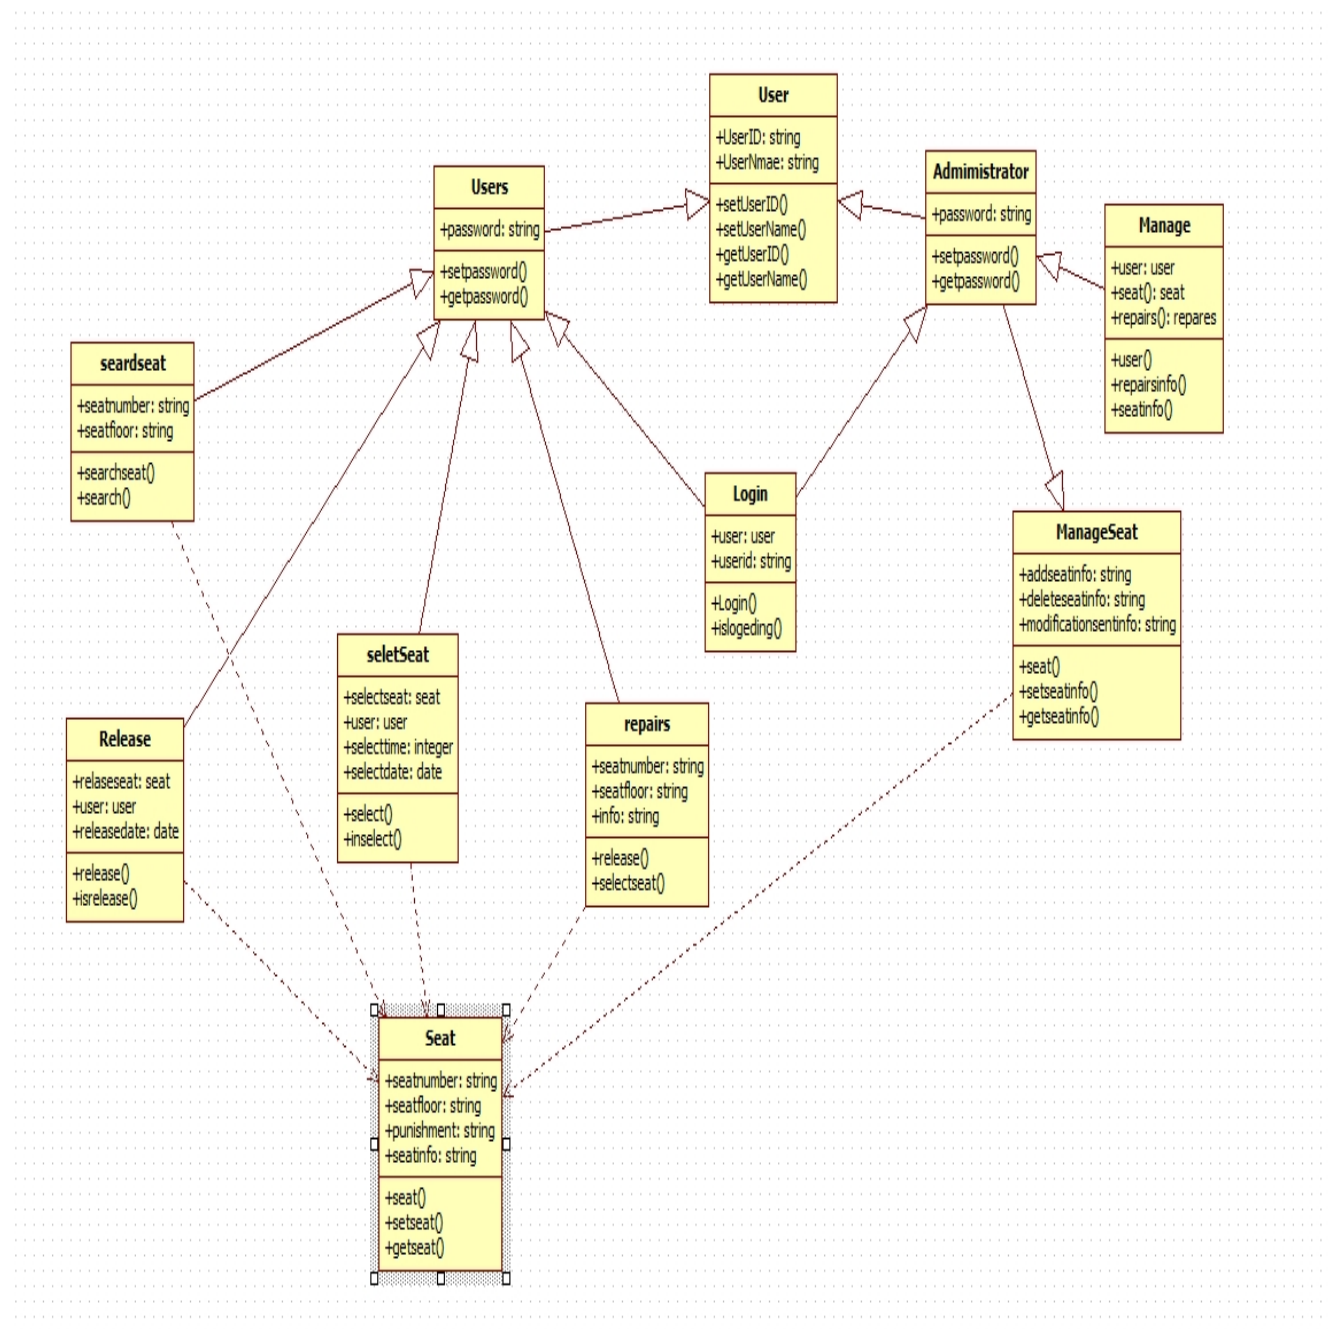 User
+UserID: string
+UserNmae: string
+setUserID()
+setUserName()
+getUserID()
+getUserName()
Users
+password: string
+setpassword()
+getpassword()
Admimistrator
+password: string
+setpassword()
+getpassword()
Manage
+user: user
+seat(): seat
+repairs(): repares
+user()
+repairsinfo()
+seatinfo()
seardseat
+seatnumber: string
+seatfloor: string
+searchseat()
+search()
Login
+user: user
+userid: string
+Login()
+islogeding()
ManageSeat
+addseatinfo: string
+deleteseatinfo: string
+modificationsentinfo: string
+seat()
+setseatinfo()
+getseatinfo()
seletSeat
+selectseat: seat
+user: user
+selecttime: integer
+selectdate: date
+select()
+inselect()
repairs
+seatnumber: string
+seatfloor: string
+info: string
+release()
+selectseat()
Release
+relaseseat: seat
+user: user
+releasedate: date
+release()
+isrelease()
Seat
+seatnumber: string
+seatfloor: string
+punishment: string
+seatinfo: string
+seat()
+setseat()
+getseat()